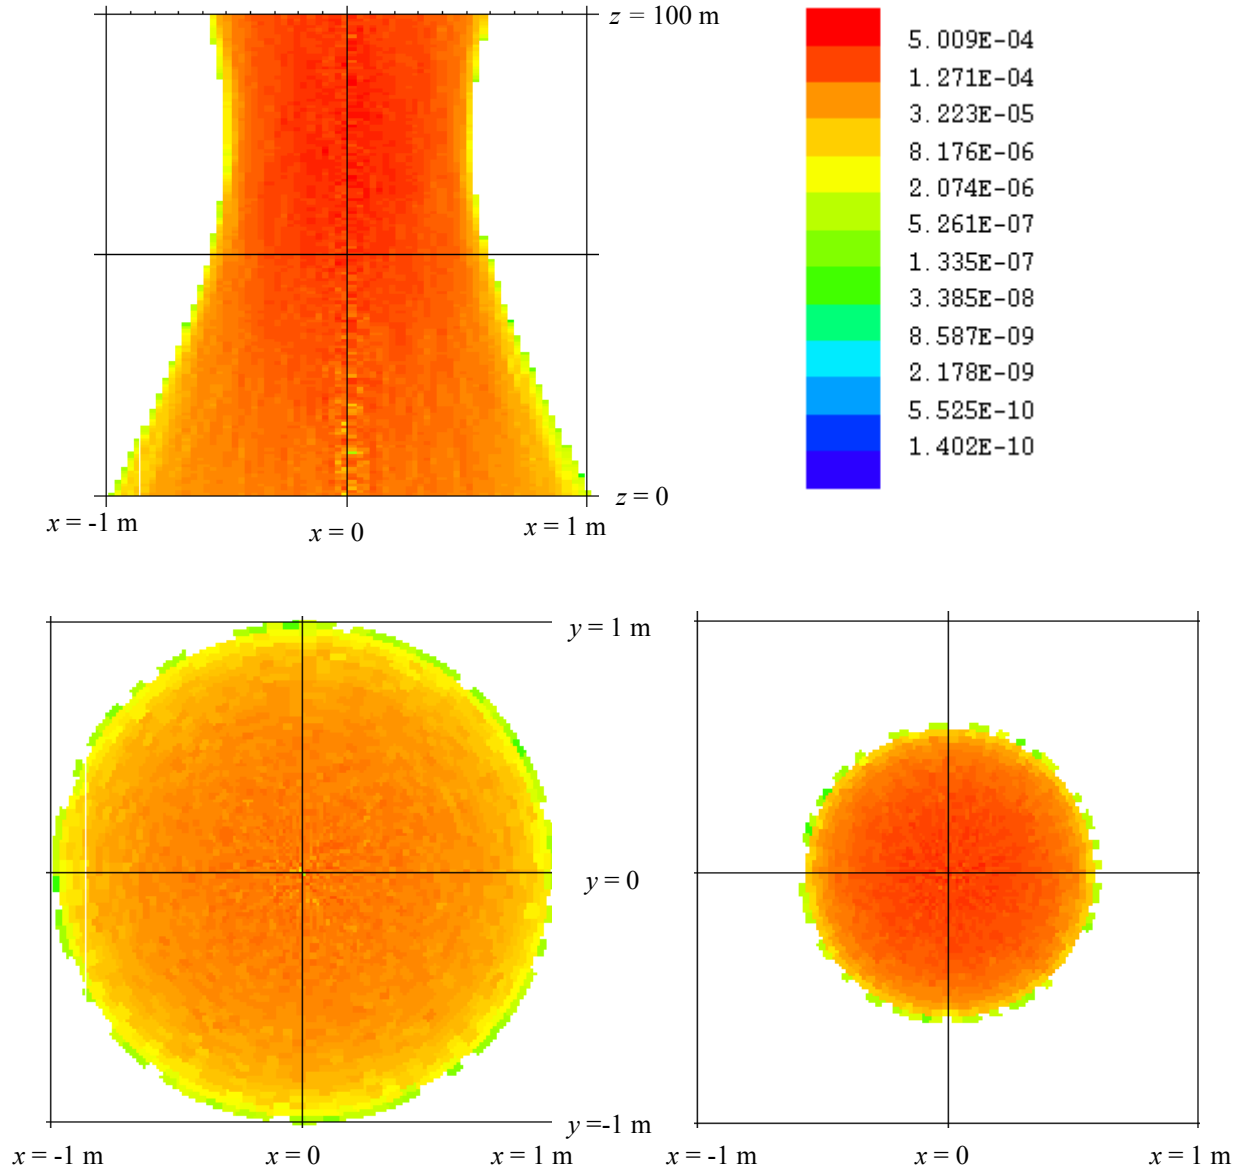 z = 100 m
5.009E-04
1.271E-04
3.223E-05
8.176E-06
2.074E-06
5.261E-07
1.335E-07
3.385E-08
8.587E-09
2.178E-09
5.525E-10
1.402E-10
z = 0
x = -1 m x = 0 x = 1 m
y = 1 m
y = 0
y =-1 m
x = -1 m x = 0 x = 1 m x = -1 m x = 0 x = 1 m